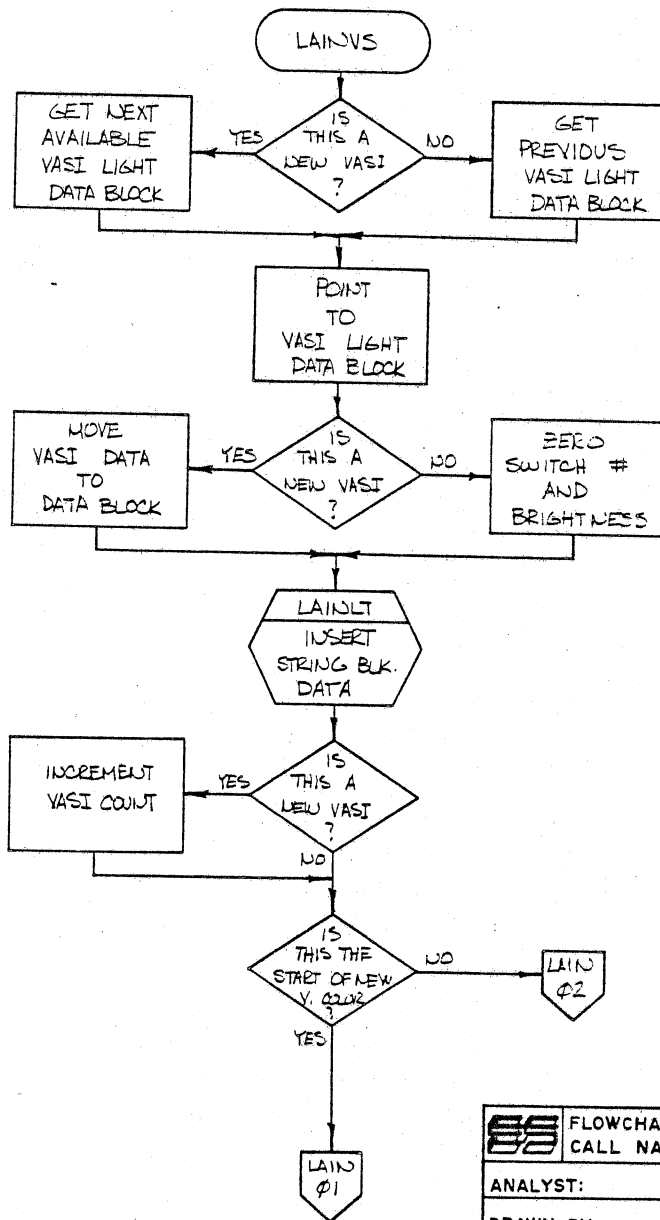 LAINVS
IS
THIS A
NEW VASI
?
YES
NO
GET NEXT
AVAILABLE
VASI LIGHT
DATA BLOCK
GET
PREVIOUS
VASI LIGHT
DATA BLOCK
POINT
TO
VASI LIGHT
DATA BLOCK
IS
THIS A
NEW VASI
?
YES
NO
MOVE
VASI DATA
TO
DATA BLOCK
ZERO
SWITCH #
AND
BRIGHTNESS
LAINLT
INSERT
STRING BLK.
DATA
IS
THIS A
NEW VASI
?
YES
NO
INCREMENT
VASI COUNT
IS
THIS THE
START OF NEW
V. COLOR
?
NO
YES
LAIN
Ø2
LAIN
Ø1
FLOWCHA
CALL NA
ANALYST: